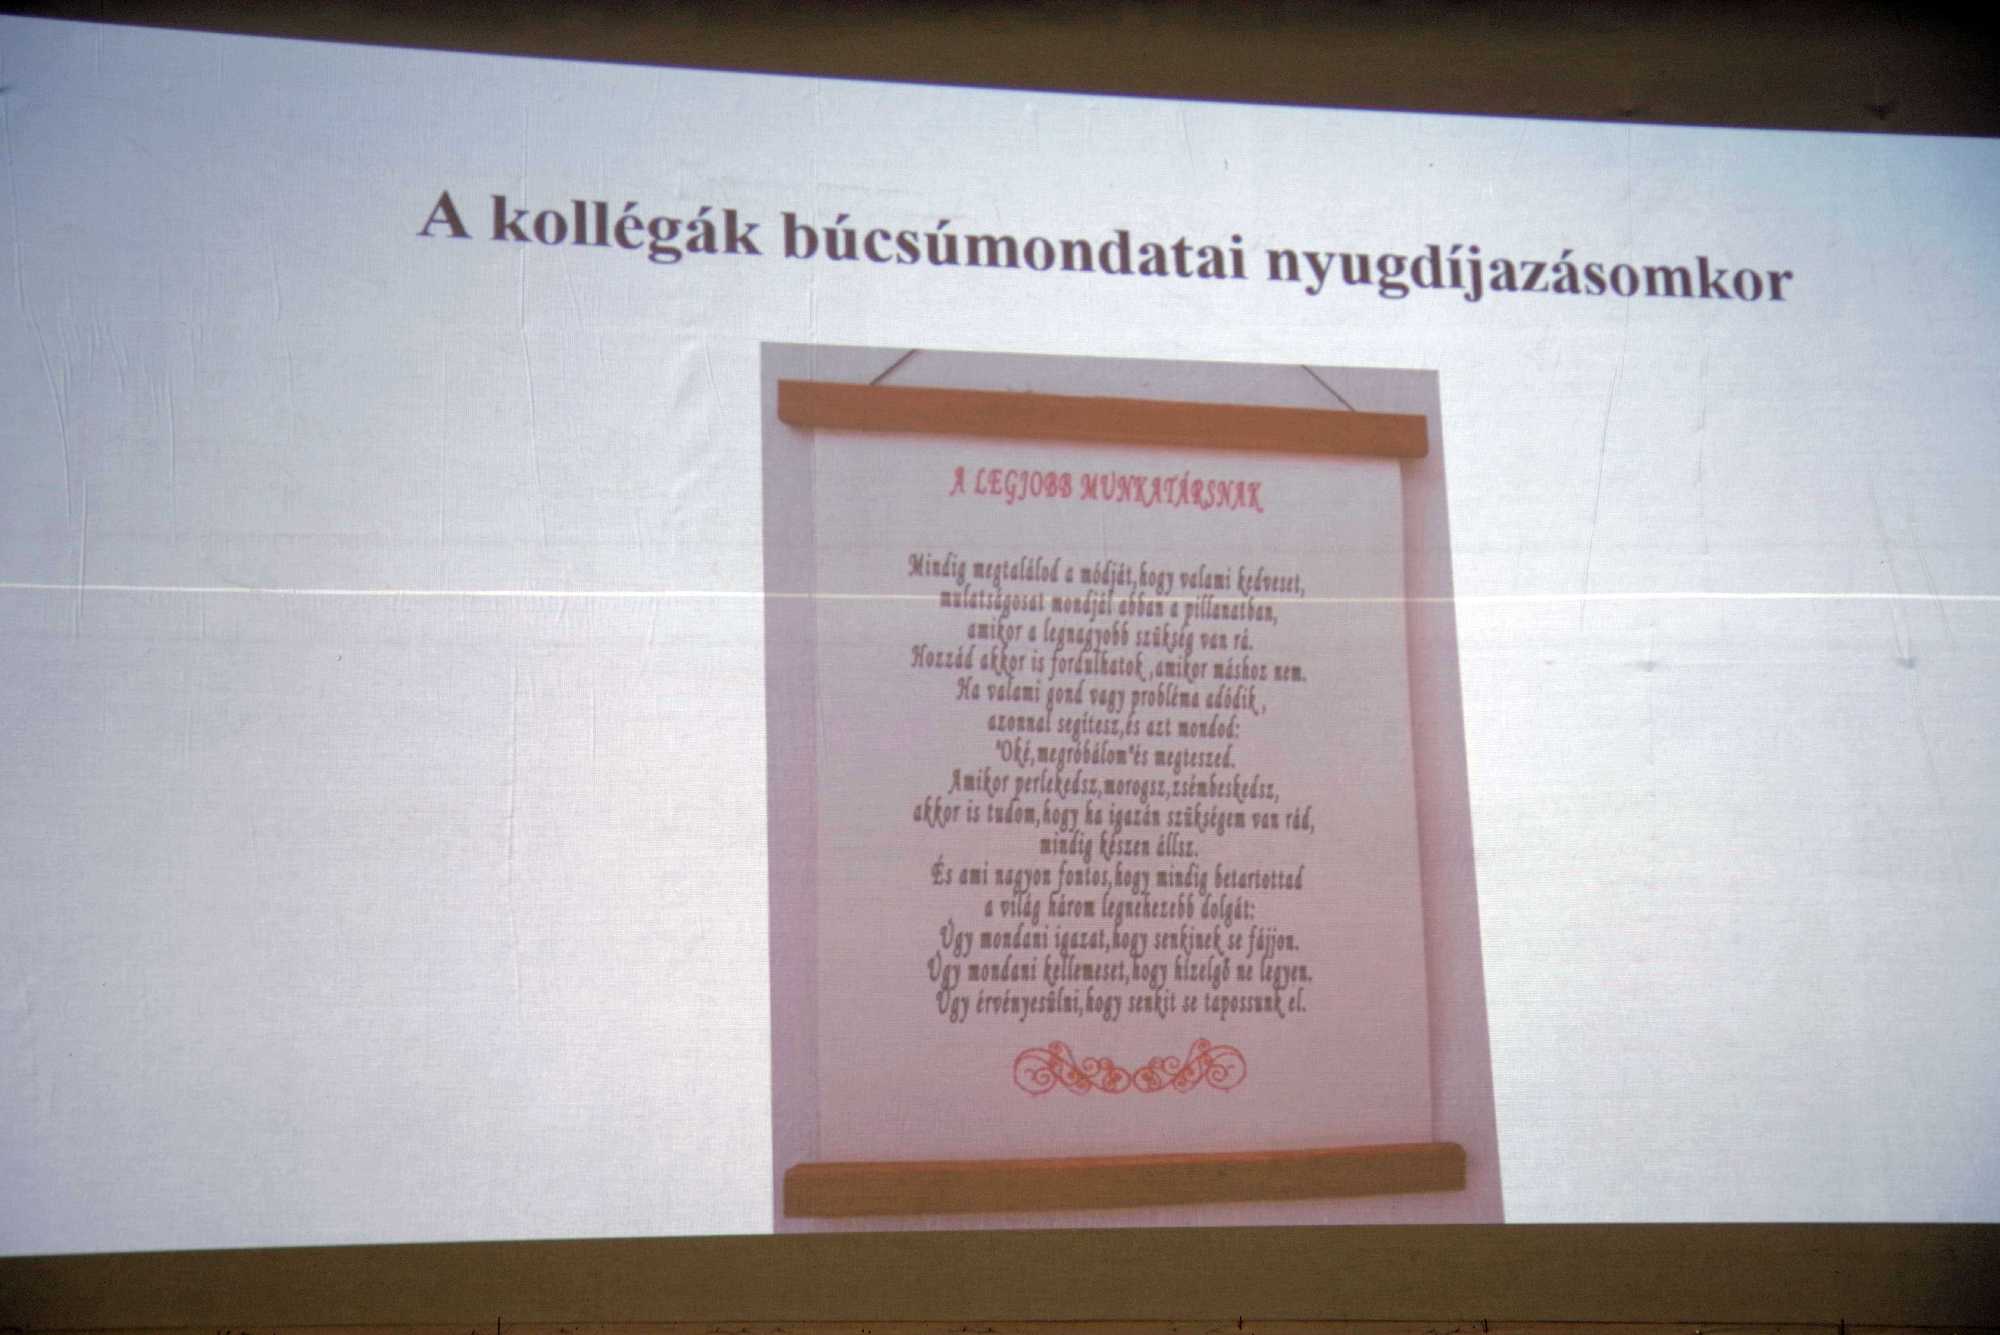 A kollégák búcsúmondatai nyugdíjazásomkor
A LEGJOBB MUNKATÁRSNAK
Mindig megtalálod a módját,hogy valami kedveset,
mulatságosat mondjál abban a pillanatban,
amikor a legnagyobb szükség van rá.
Hozzád akkor is fordulhatok ,amikor máshoz nem.
Ha valami gond vagy probléma adódik ,
azonnal segítesz,és azt mondod:
"Oké,megróbálom"és megteszed.
Amikor perlekedsz,morogsz,zsémbeskedsz,
akkor is tudom,hogy ha igazán szükségem van rád,
mindig készen állsz.
És ami nagyon fontos,hogy mindig betartottad
a világ három legnehezebb dolgát:
Úgy mondani igazat,hogy senkinek se fájjon.
Úgy mondani kellemeset,hogy hízelgő ne legyen.
Úgy érvényesülni,hogy senkit se tapossunk el.